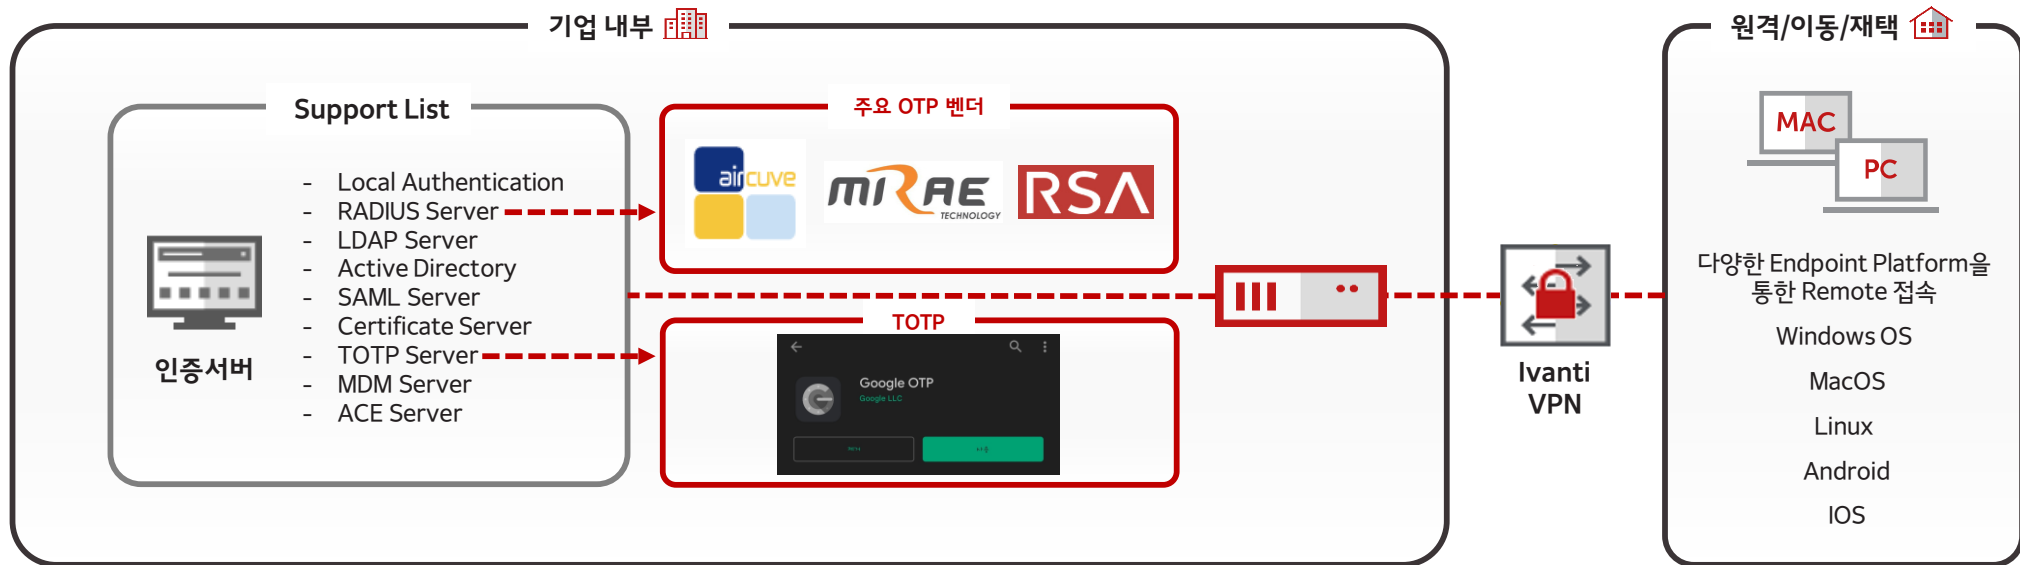 기업 내부
원격/이동/재택
Support List
- Local Authentication
- RADIUS Server
- LDAP Server
- Active Directory
- SAML Server
- Certificate Server
- TOTP Server
- MDM Server
- ACE Server
인증서버
주요 OTP 벤더
aircuve
MIRAE
TECHNOLOGY
RSA
TOTP
Google OTP
Google LLC
Ivanti
VPN
MAC
PC
다양한 Endpoint Platform을
통한 Remote 접속
Windows OS
MacOS
Linux
Android
IOS